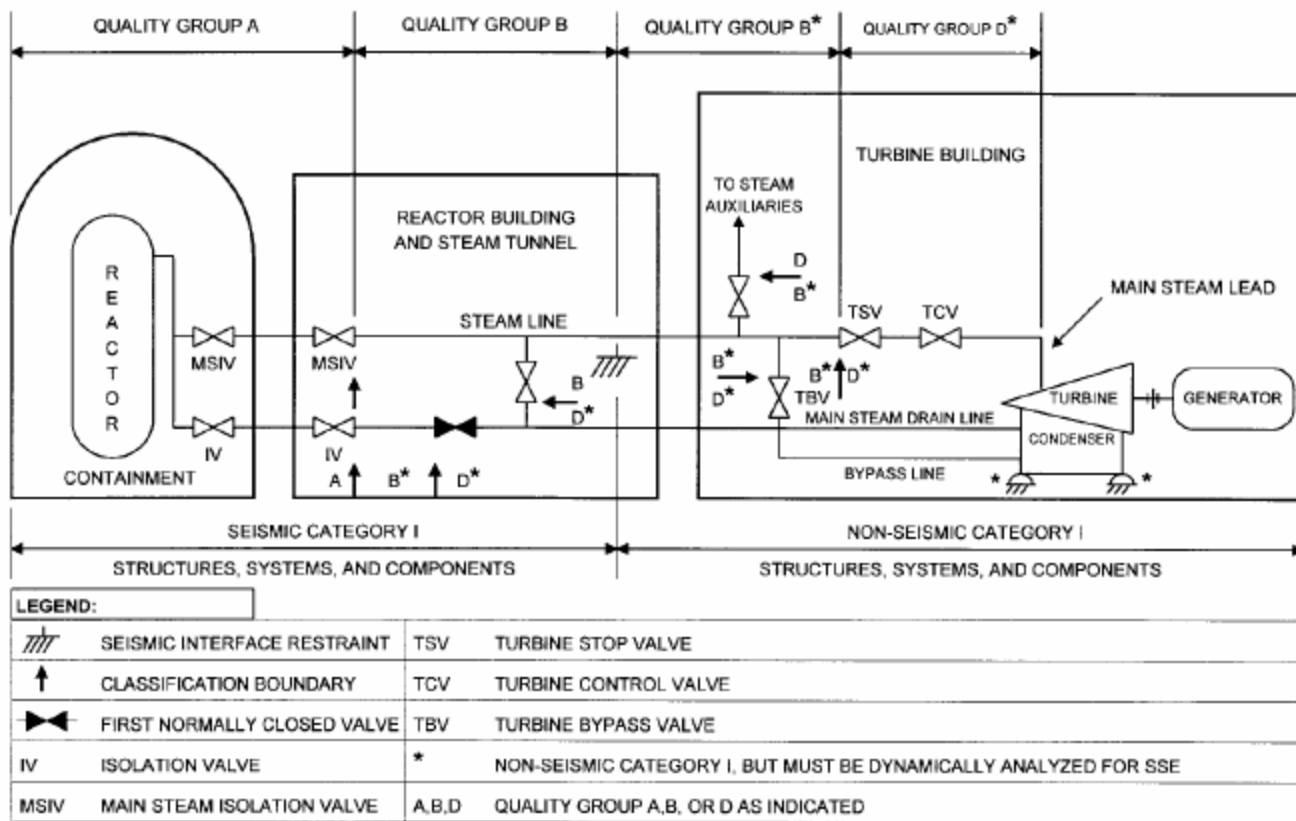 QUALITY GROUP A
QUALITY GROUP B
QUALITY GROUP B*
QUALITY GROUP D*
TURBINE BUILDING
TO STEAM
AUXILIARIES
REACTOR BUILDING
AND STEAM TUNNEL
REACTOR
D
B*
MAIN STEAM LEAD
STEAM LINE
TSV
TCV
MSIV
MSIV
B
D*
B*
D*
TBV
B*
D*
TURBINE
GENERATOR
MAIN STEAM DRAIN LINE
CONDENSER
IV
IV
CONTAINMENT
A
B*
D*
BYPASS LINE
*
*
SEISMIC CATEGORY I
NON-SEISMIC CATEGORY I
STRUCTURES, SYSTEMS, AND COMPONENTS
STRUCTURES, SYSTEMS, AND COMPONENTS
LEGEND:
SEISMIC INTERFACE RESTRAINT TSV TURBINE STOP VALVE
CLASSIFICATION BOUNDARY TCV TURBINE CONTROL VALVE
FIRST NORMALLY CLOSED VALVE TBV TURBINE BYPASS VALVE
IV ISOLATION VALVE * NON-SEISMIC CATEGORY I, BUT MUST BE DYNAMICALLY ANALYZED FOR SSE
MSIV MAIN STEAM ISOLATION VALVE A,B,D QUALITY GROUP A,B, OR D AS INDICATED